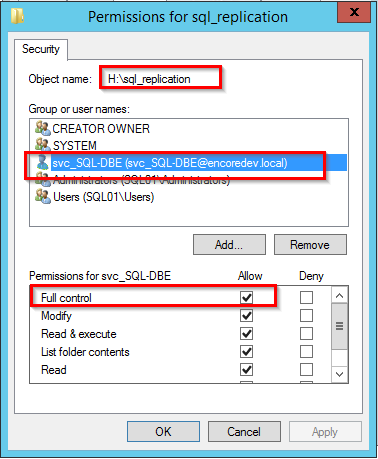 Permissions for sql_replication
x
Security
Object name: H:\sql_replication
Group or user names:
CREATOR OWNER
SYSTEM
svc_SQL-DBE (svc_SQL-DBE@encoredev.local)
Administrators (SQL01\Administrators)
Users (SQL01\Users)
Add... Remove
Permissions for svc_SQL-DBE Allow Deny
Full control
Modify
Read & execute
List folder contents
Read
OK Cancel Apply